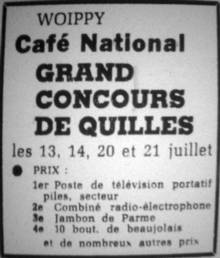 WOIPPY
Café National
GRAND
CONCOURS
DE QUILLES
les 13, 14, 20 et 21 juillet
● PRIX :
1er Poste de télévision portatif
piles, secteur
2e Combiné radio-électrophone
3e Jambon de Parme
4e 10 bout. de beaujolais
et de nombreux autres prix